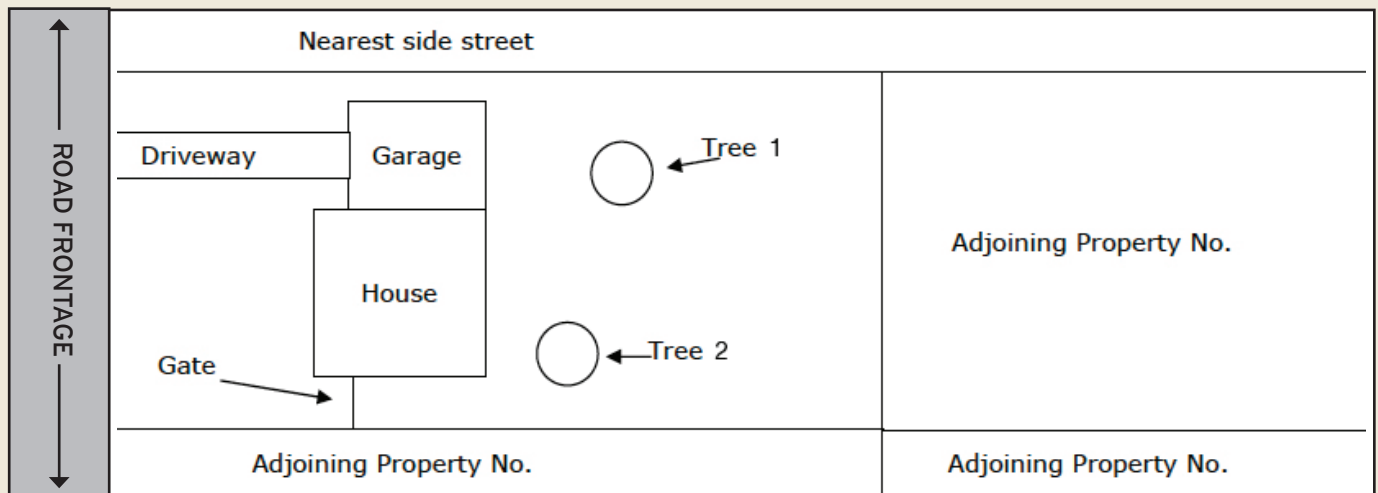 Nearest side street
ROAD FRONTAGE
Driveway
Garage
Tree 1
Adjoining Property No.
House
Tree 2
Gate
Adjoining Property No.
Adjoining Property No.